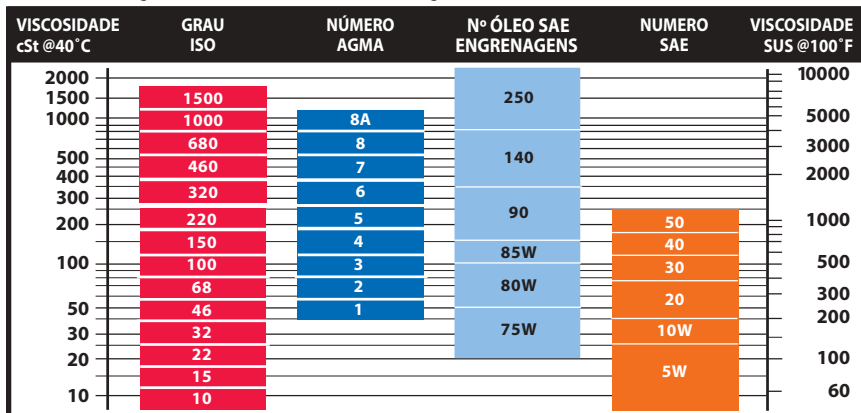 VISCOSIDADE cSt @40˚C GRAU ISO NÚMERO AGMA Nº ÓLEO SAE ENGRENAGENS NUMERO SAE VISCOSIDADE SUS @100˚F
2000 10000
1500 1500 250
1000 1000 8A 5000
680 8 3000
500 460 7 140 2000
400
300 320 6
200 220 5 90 50 1000
150 4 85W 40
100 100 3 30 500
68 2 80W 20 300
50 46 1 200
30 32 75W 10W
20 22 5W 100
15
10 10 60